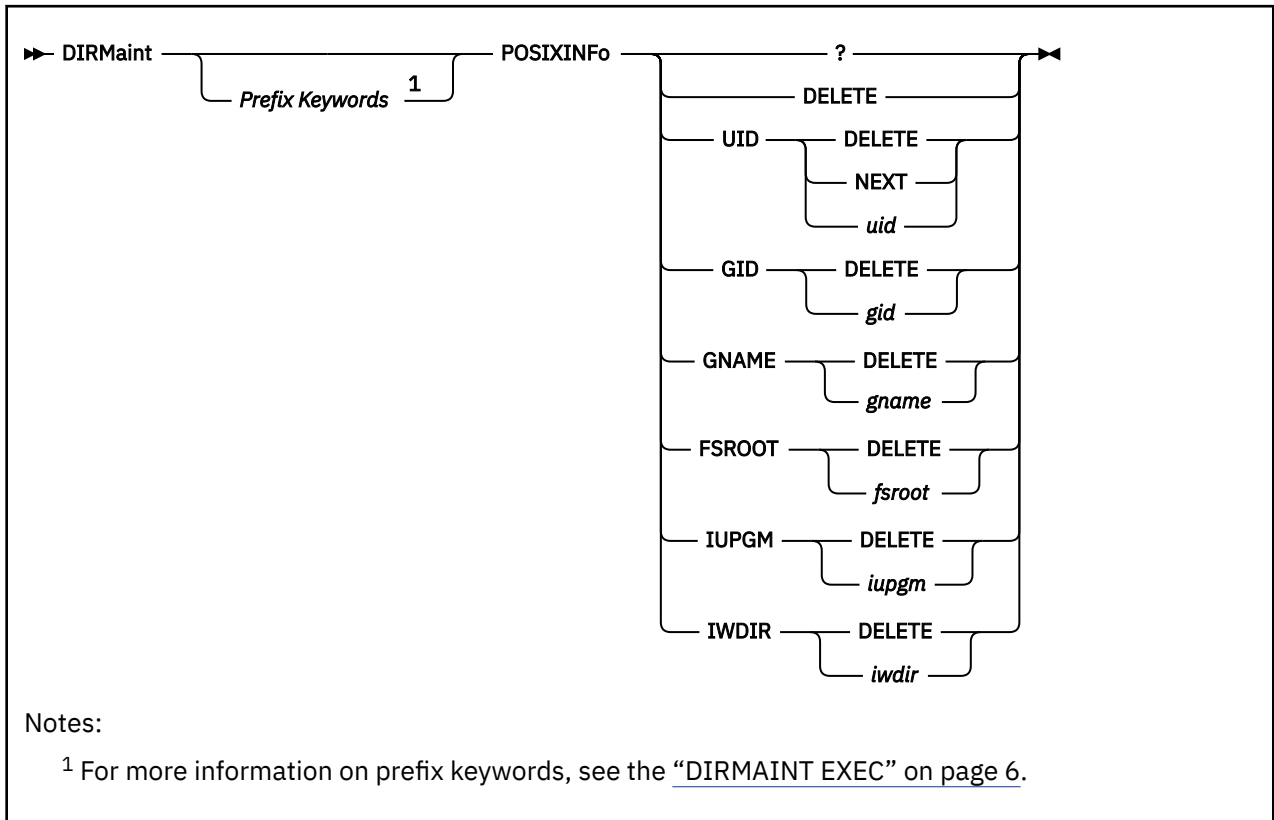 DIRMaint POSIXINFo ?
Prefix Keywords 1
DELETE
UID DELETE
NEXT
uid
GID DELETE
gid
GNAME DELETE
gname
FSROOT DELETE
fsroot
IUPGM DELETE
iupgm
IWDIR DELETE
iwdir
Notes:
1 For more information on prefix keywords, see the “DIRMAINT EXEC” on page 6.